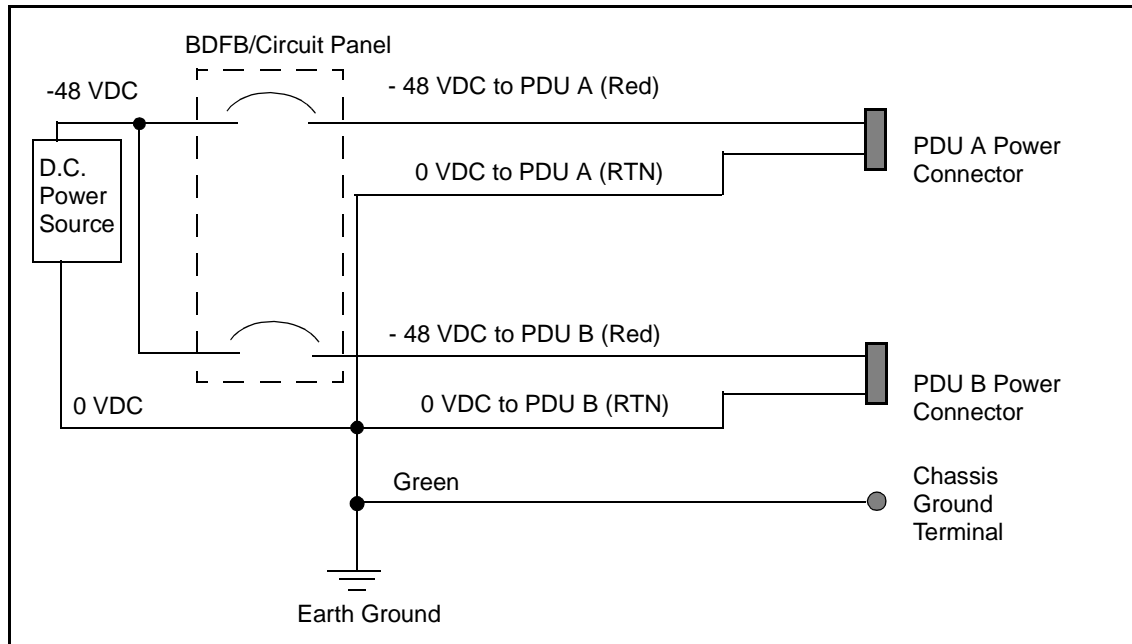 BDFB/Circuit Panel
-48 VDC
- 48 VDC to PDU A (Red)
D.C.
Power
Source
0 VDC to PDU A (RTN)
PDU A Power
Connector
- 48 VDC to PDU B (Red)
0 VDC
0 VDC to PDU B (RTN)
PDU B Power
Connector
Green
Chassis
Ground
Terminal
Earth Ground